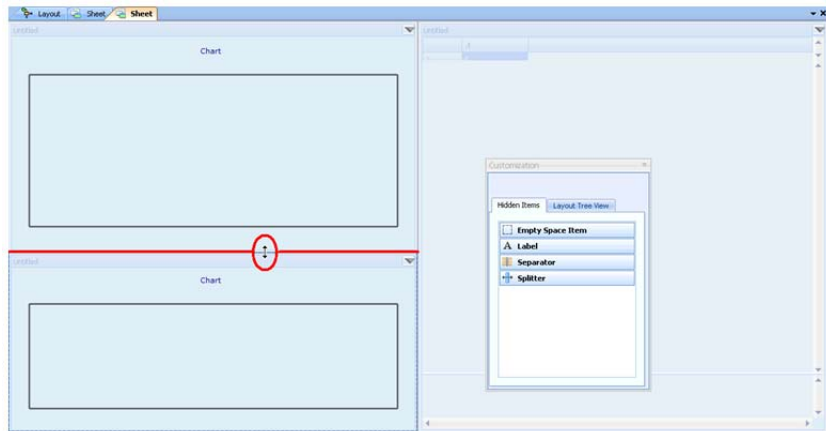 Layout Sheet Sheet
Untitled
Untitled
Chart
A
Customization
Hidden Items Layout Tree View
Empty Space Item
A Label
Separator
Splitter
Untitled
Chart